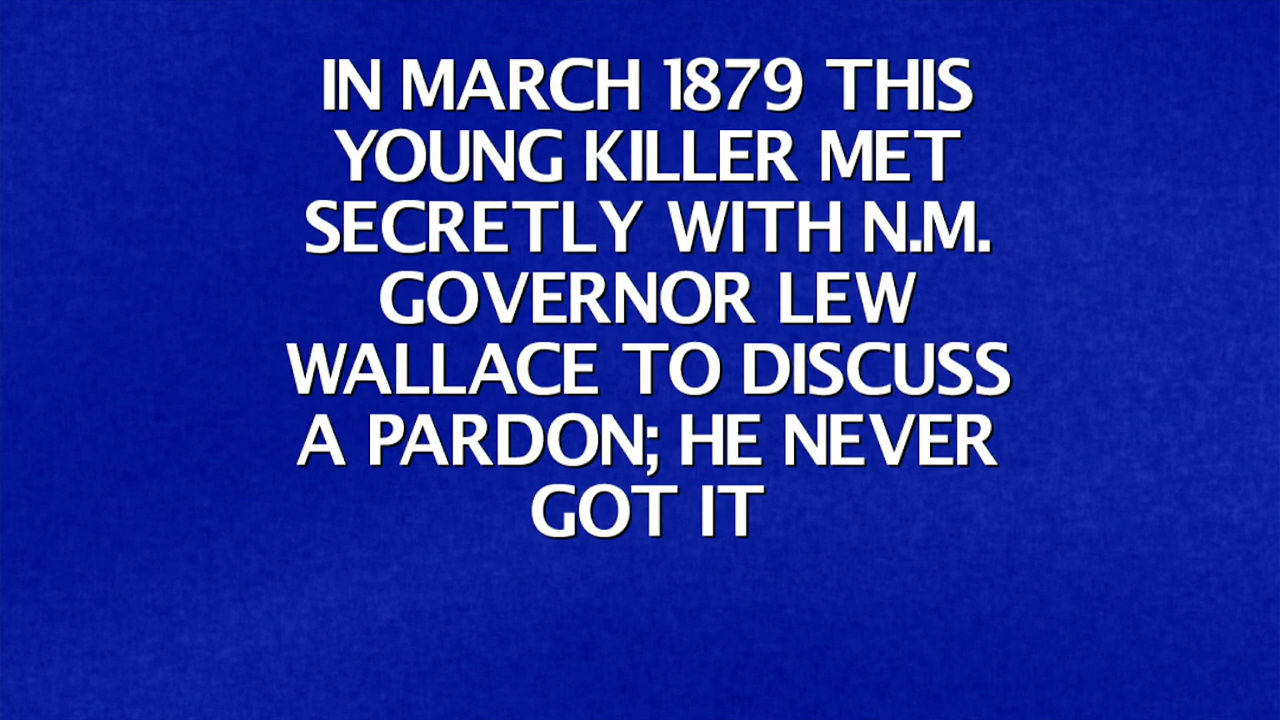 IN MARCH 1879 THIS
YOUNG KILLER MET
SECRETLY WITH N.M.
GOVERNOR LEW
WALLACE TO DISCUSS
A PARDON; HE NEVER
GOT IT